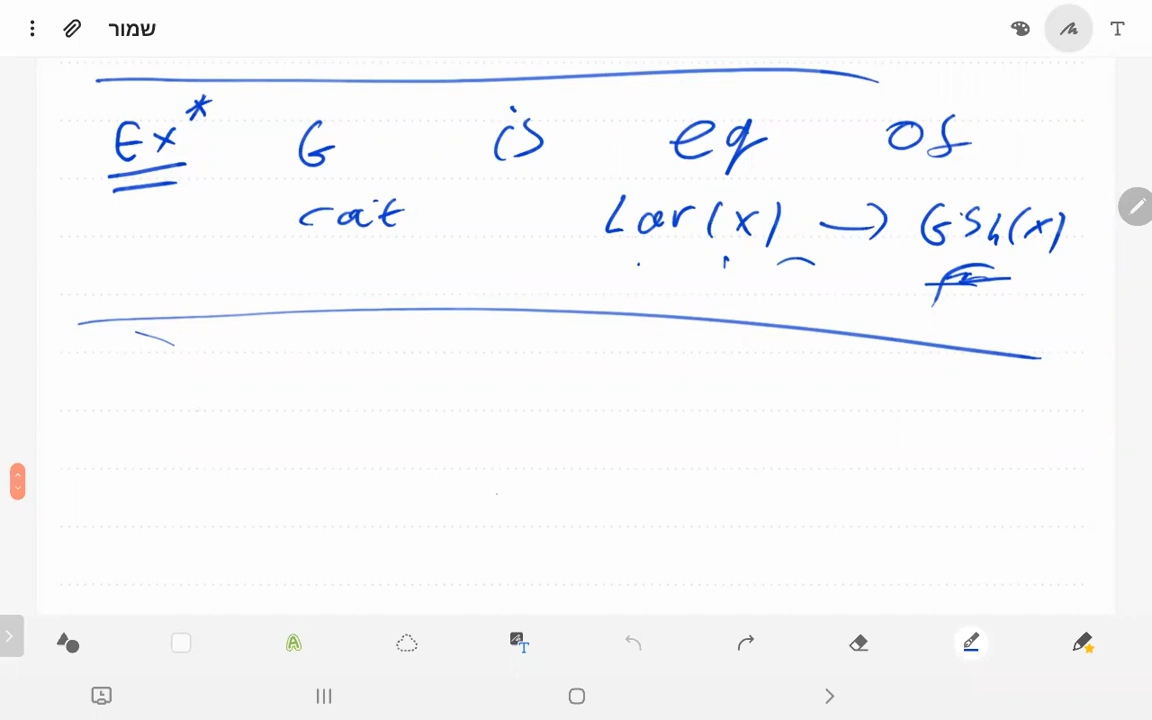 שמור
T
Ex* G is eq of
cat Lar(x) → GSh(x)